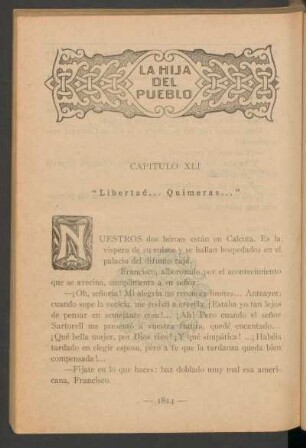 LA HIJA
DEL
PUEBLO
CAPITULO XLI
"Libertad... Quimeras..."
NUESTROS dos héroes están en Calcuta. Es la
víspera de su enlace y se hallan hospedados en el
palacio del difunto rajá.
Francisco, alborozado por el acontecimiento
que se avecina, cumplimenta a su señor.
—¡Oh, señoría! Mi alegría no reconoce límites... Anteayer,
cuando supe la noticia, me resistí a creerla. ¡Estaba yo tan lejos
de pensar en semejante cosa!... ¡Ah! Pero cuando el señor
Sartorell me presentó a vuestra futura, quedé encantado...
¡Qué bella mujer, por Dios vivo! ¡Y qué simpática! ...¡Habéis
tardado en elegir esposa, pero a fe que la tardanza queda bien
compensada!...
—Fíjate en lo que haces: haz doblado muy mal esa ameri-
cana, Francisco.
— 1824 —